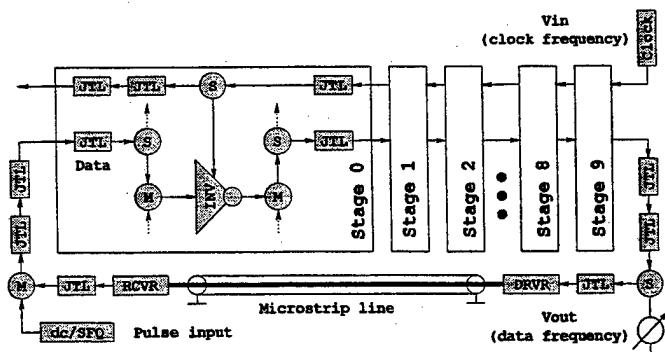 Vin
(clock frequency)
Clock
JTL
JTL
S
JTL
JTL
Data
S
M
INV
S
M
JTL
Stage 0
Stage 1
Stage 2
Stage 8
Stage 9
JTL
JTL
JTL
JTL
M
JTL
RCVR
Microstrip line
DRVR
JTL
S
dc/SFQ
Pulse input
Vout
(data frequency)